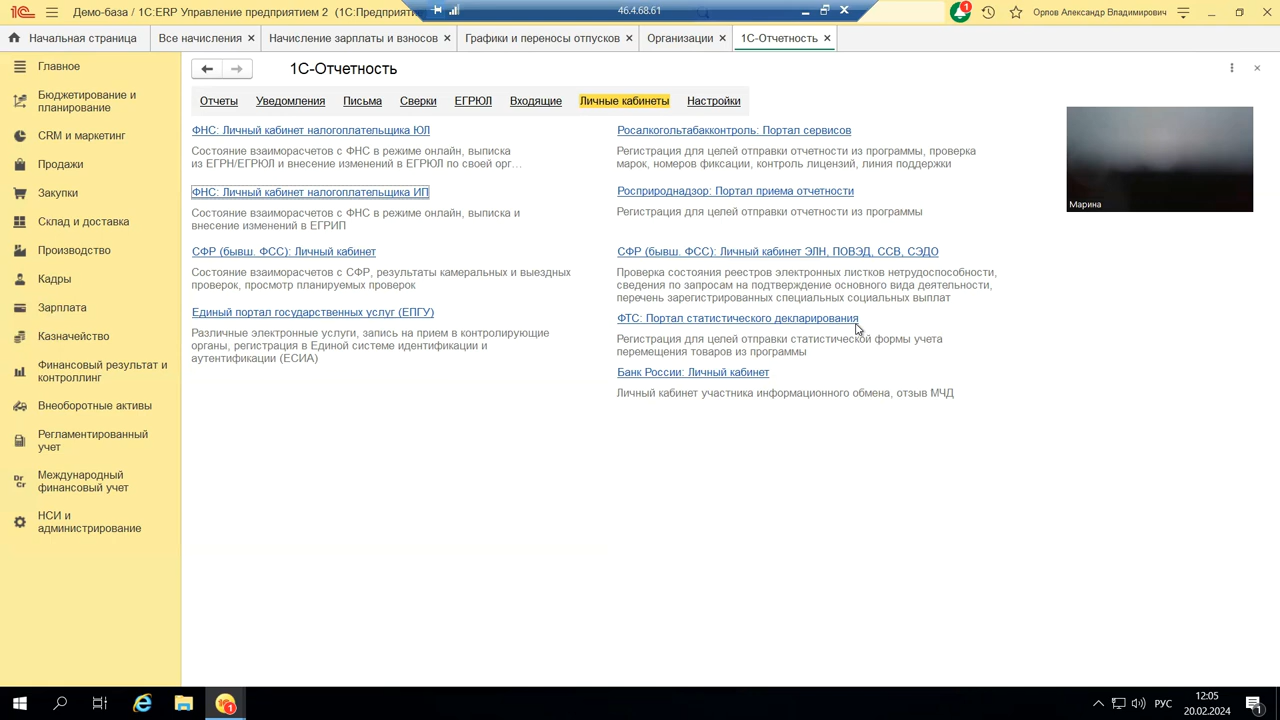 Демо-база / 1С:ERP Управление предприятием 2 (1С:Предприяти
46.4.68.61
1
Орлов Александр Владимирович
Начальная страница
Все начисления
Начисление зарплаты и взносов
Графики и переносы отпусков
Организации
1С-Отчетность
Главное
Бюджетирование и
планирование
CRM и маркетинг
Продажи
Закупки
Склад и доставка
Производство
Кадры
Зарплата
Казначейство
Финансовый результат и
контроллинг
Внеоборотные активы
Регламентированный
учет
Dr
Cr
Международный
финансовый учет
НСИ и
администрирование
1С-Отчетность
Отчеты
Уведомления
Письма
Сверки
ЕГРЮЛ
Входящие
Личные кабинеты
Настройки
ФНС: Личный кабинет налогоплательщика ЮЛ
Состояние взаиморасчетов с ФНС в режиме онлайн, выписка
из ЕГРН/ЕГРЮЛ и внесение изменений в ЕГРЮЛ по своей орг...
ФНС: Личный кабинет налогоплательщика ИП
Состояние взаиморасчетов с ФНС в режиме онлайн, выписка и
внесение изменений в ЕГРИП
СФР (бывш. ФСС): Личный кабинет
Состояние взаиморасчетов с СФР, результаты камеральных и выездных
проверок, просмотр планируемых проверок
Единый портал государственных услуг (ЕПГУ)
Различные электронные услуги, запись на прием в контролирующие
органы, регистрация в Единой системе идентификации и
аутентификации (ЕСИА)
Росалкогольтабакконтроль: Портал сервисов
Регистрация для целей отправки отчетности из программы, проверка
марок, номеров фиксации, контроль лицензий, линия поддержки
Росприроднадзор: Портал приема отчетности
Регистрация для целей отправки отчетности из программы
СФР (бывш. ФСС): Личный кабинет ЭЛН, ПОВЭД, ССВ, СЭДО
Проверка состояния реестров электронных листков нетрудоспособности,
сведения по запросам на подтверждение основного вида деятельности,
перечень зарегистрированных специальных социальных выплат
ФТС: Портал статистического декларирования
Регистрация для целей отправки статистической формы учета
перемещения товаров из программы
Банк России: Личный кабинет
Личный кабинет участника информационного обмена, отзыв МЧД
Марина
1
РУС
12:05
20.02.2024
1